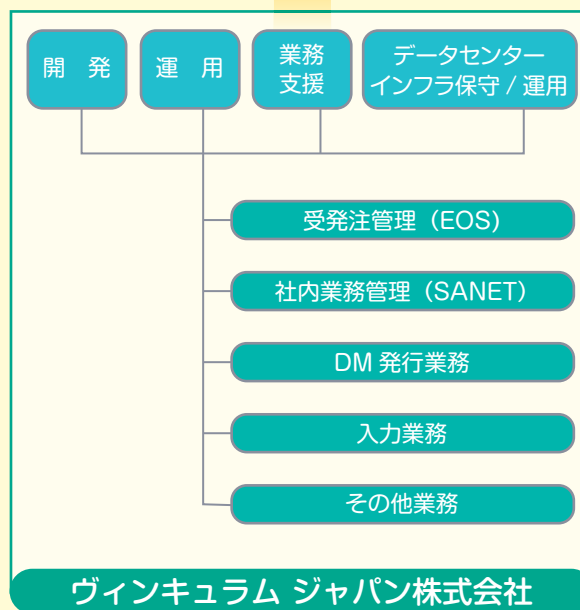 開 発
運 用
業務
支援
データセンター
インフラ保守 / 運用
受発注管理（EOS)
社内業務管理（SANET）
DM 発行業務
入力業務
その他業務
ヴィンキュラム ジャパン株式会社